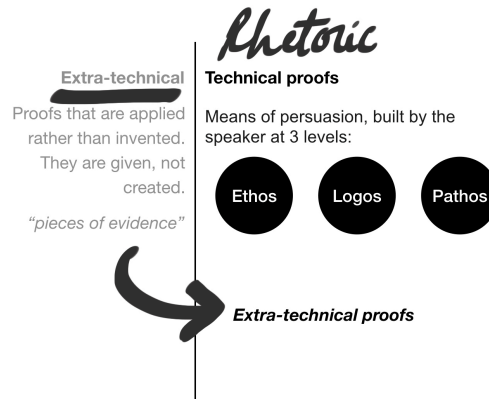 Rhetoric
Extra-technical
Proofs that are applied
rather than invented.
They are given, not
created.
“pieces of evidence”
Technical proofs
Means of persuasion, built by the
speaker at 3 levels:
Ethos
Logos
Pathos
Extra-technical proofs